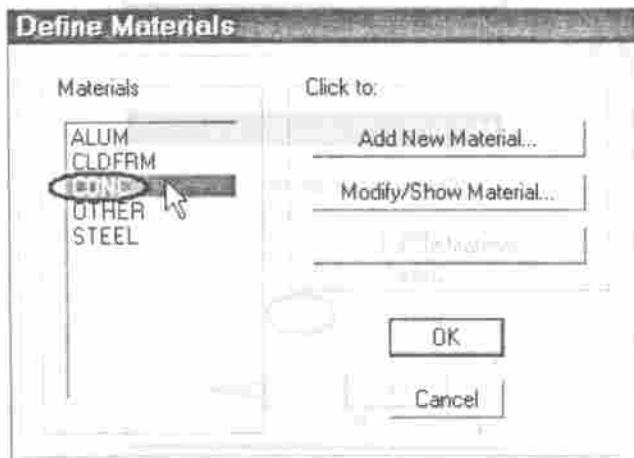 Define Materials
Materials
Click to:
ALUM
CLDFRM
CONC
OTHER
STEEL
Add New Material...
Modify/Show Material...
OK
Cancel